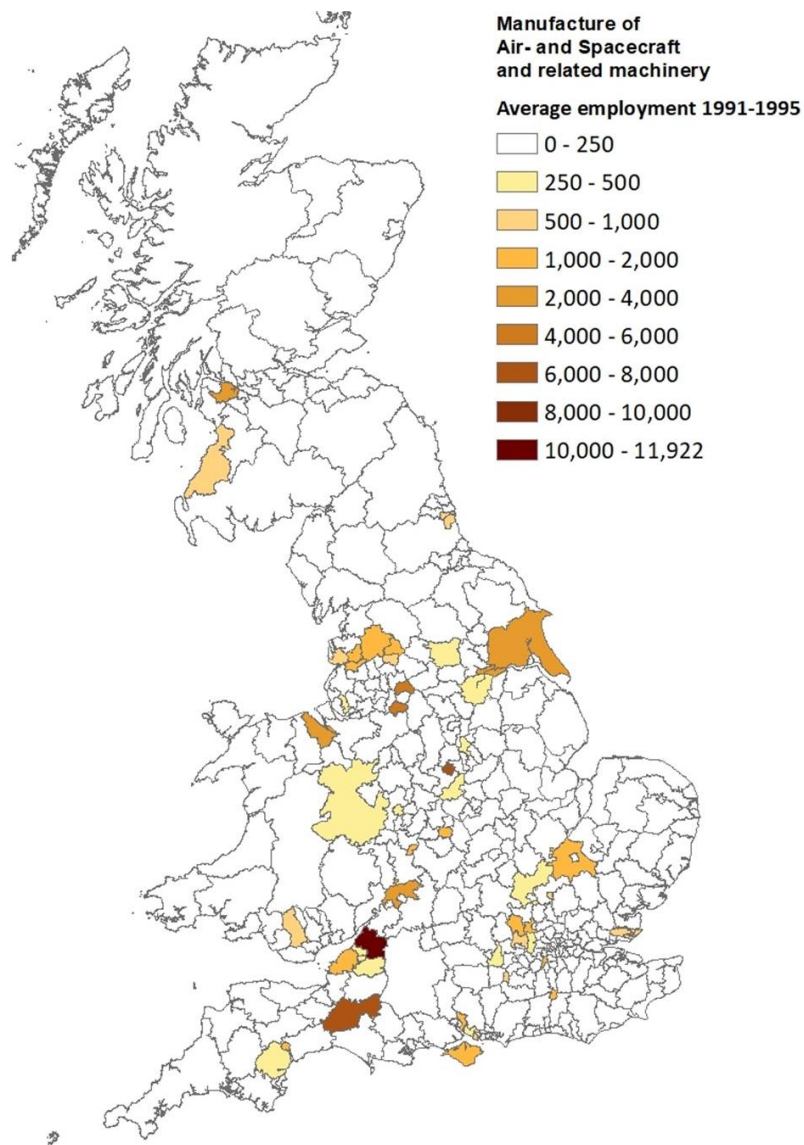 Manufacture of
Air- and Spacecraft
and related machinery
Average employment 1991-1995
0 - 250
250 - 500
500 - 1,000
1,000 - 2,000
2,000 - 4,000
4,000 - 6,000
6,000 - 8,000
8,000 - 10,000
10,000 - 11,922